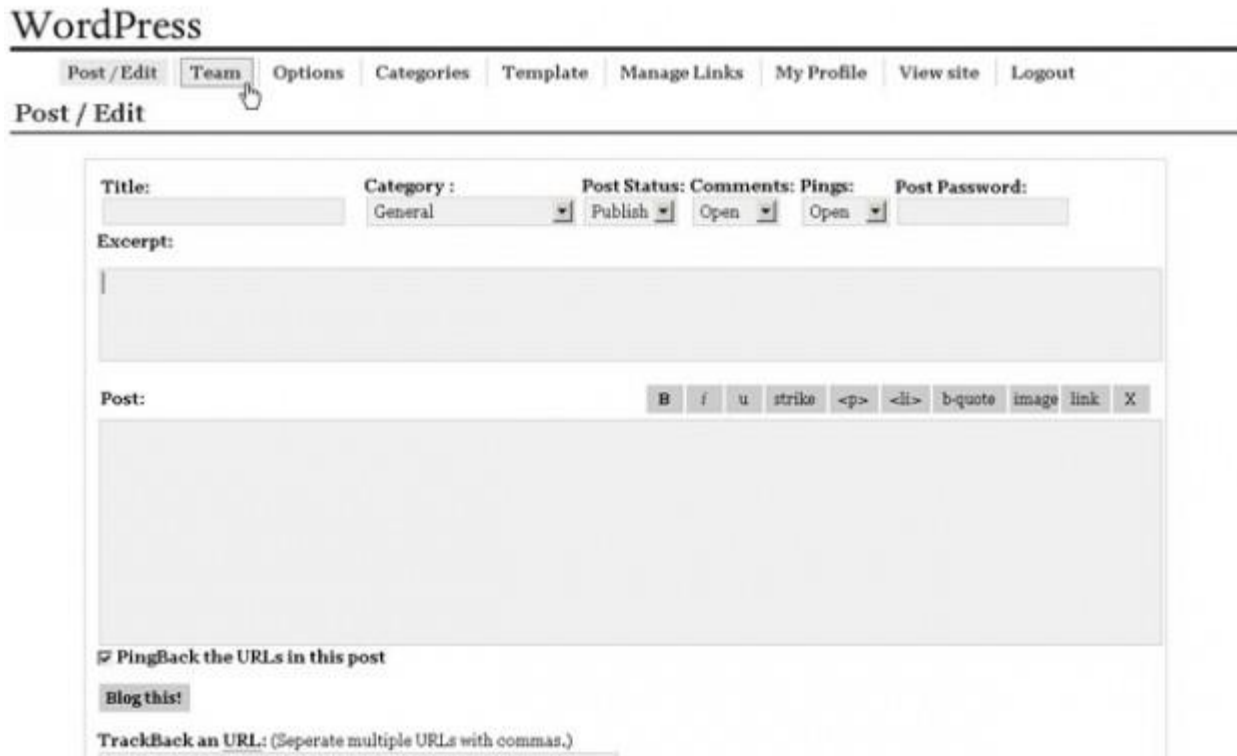 WordPress
Post / Edit Team Options Categories Template Manage Links My Profile View site Logout
Post / Edit
Title: Category : Post Status: Comments: Pings: Post Password:
General Publish Open Open
Excerpt:
Post: B i u strike <p> <li> b-quote image link X
PingBack the URLs in this post
Blog this!
TrackBack an URL: (Seperate multiple URLs with commas.)